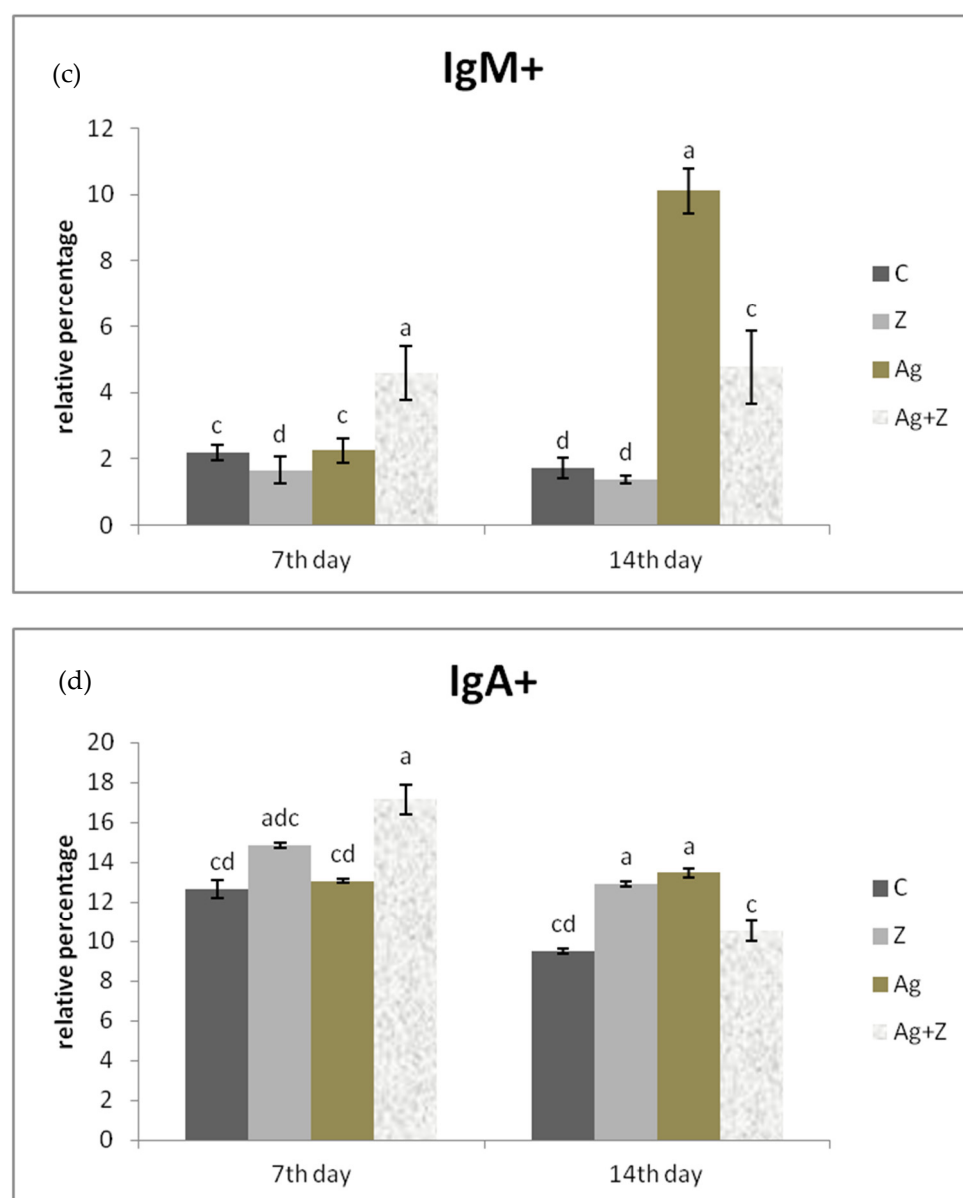 (c)
IgM+
relative percentage
12
10
8
6
4
2
0
c
d
c
a
d
d
a
c
7th day
14th day
C
Z
Ag
Ag+Z
(d)
IgA+
relative percentage
20
18
16
14
12
10
8
6
4
2
0
cd
adc
cd
a
cd
a
a
c
7th day
14th day
C
Z
Ag
Ag+Z